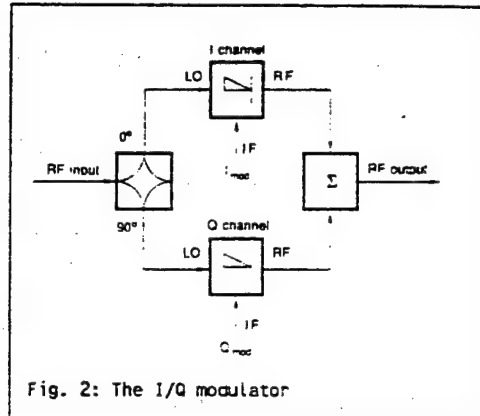 I channel
LO RF
0°
IF
mod
RF input
Σ
RF output
90°
Q channel
LO RF
IF
Q mod
Fig. 2: The I/Q modulator